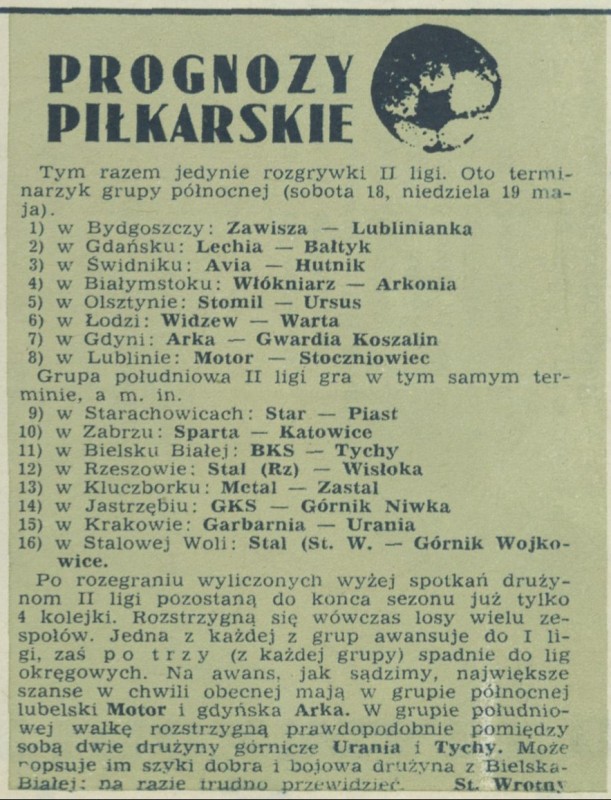 PROGNOZY
PIŁKARSKIE
Tym razem jedynie rozgrywki II ligi. Oto termi-
narzyk grupy północnej (sobota 18, niedziela 19 ma-
ja).
1) w Bydgoszczy: Zawisza — Lublinianka
2) w Gdańsku: Lechia — Bałtyk
3) w Świdniku: Avia — Hutnik
4) w Białymstoku: Włókniarz — Arkonia
5) w Olsztynie: Stomil — Ursus
6) w Łodzi: Widzew — Warta
7) w Gdyni: Arka — Gwardia Koszalin
8) w Lublinie: Motor — Stoczniowiec
Grupa południowa II ligi gra w tym samym ter-
minie, a m. in.
9) w Starachowicach: Star — Piast
10) w Zabrzu: Sparta — Katowice
11) w Bielsku Białej: BKS — Tychy
12) w Rzeszowie: Stal (Rz) — Wisłoka
13) w Kluczborku: Metal — Zastal
14) w Jastrzębiu: GKS — Górnik Niwka
15) w Krakowie: Garbarnia — Urania
16) w Stalowej Woli: Stal (St. W. — Górnik Wojko-
wice.
Po rozegraniu wyliczonych wyżej spotkań druży-
nom II ligi pozostaną do końca sezonu już tylko
4 kolejki. Rozstrzygną się wówczas losy wielu ze-
społów. Jedna z każdej z grup awansuje do I li-
gi, zaś po trzy (z każdej grupy) spadnie do lig
okręgowych. Na awans, jak sądzimy, największe
szanse w chwili obecnej mają w grupie północnej
lubelski Motor i gdyńska Arka. W grupie południo-
wej walkę rozstrzygną prawdopodobnie pomiędzy
sobą dwie drużyny górnicze Urania i Tychy. Może
popsuje im szyki dobra i bojowa drużyna z Bielska-
Białej: na razie trudno przewidzieć. St. Wrotny